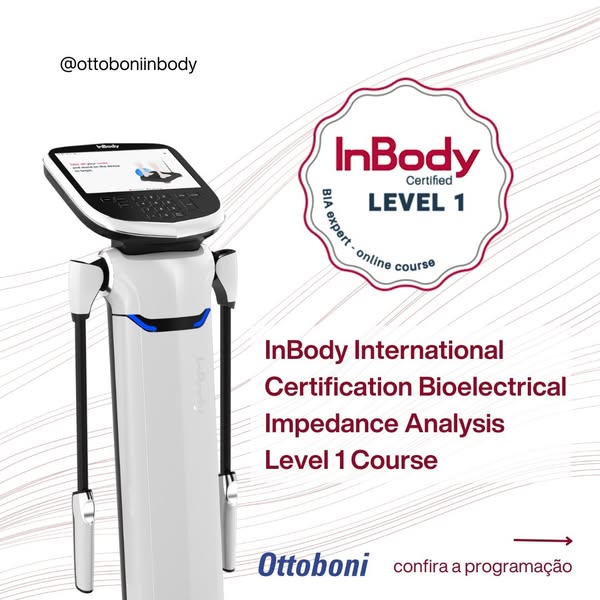 @ottoboniinbody
InBody
InBody
Certified
LEVEL 1
BIA expert - online course
InBody International
Certification Bioelectrical
Impedance Analysis
Level 1 Course
Ottoboni
confira a programação